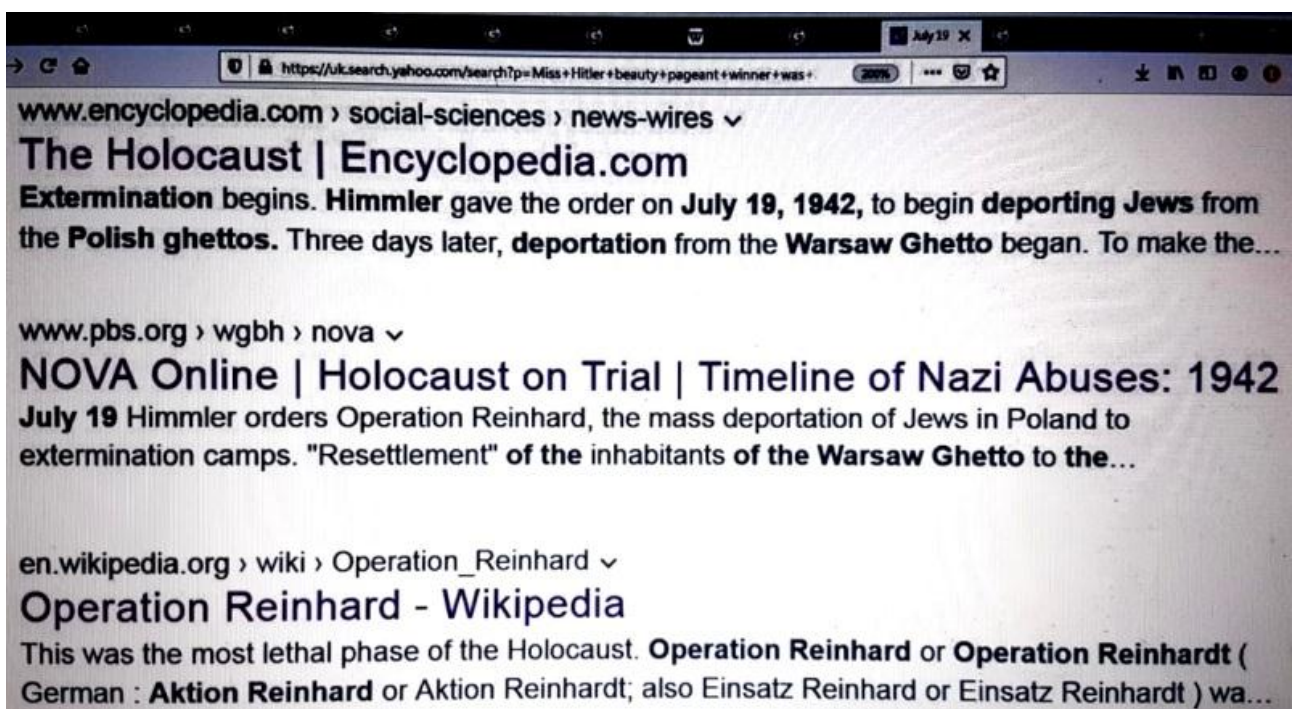 July 19
https://uk.search.yahoo.com/search?p=Miss+Hitler+beauty+pageant+winner+was+
200%
www.encyclopedia.com › social-sciences › news-wires
The Holocaust | Encyclopedia.com
Extermination begins. Himmler gave the order on July 19, 1942, to begin deporting Jews from
the Polish ghettos. Three days later, deportation from the Warsaw Ghetto began. To make the...
www.pbs.org › wgbh › nova
NOVA Online | Holocaust on Trial | Timeline of Nazi Abuses: 1942
July 19 Himmler orders Operation Reinhard, the mass deportation of Jews in Poland to
extermination camps. "Resettlement" of the inhabitants of the Warsaw Ghetto to the...
en.wikipedia.org › wiki › Operation_Reinhard
Operation Reinhard - Wikipedia
This was the most lethal phase of the Holocaust. Operation Reinhard or Operation Reinhardt (
German : Aktion Reinhard or Aktion Reinhardt; also Einsatz Reinhard or Einsatz Reinhardt ) wa...